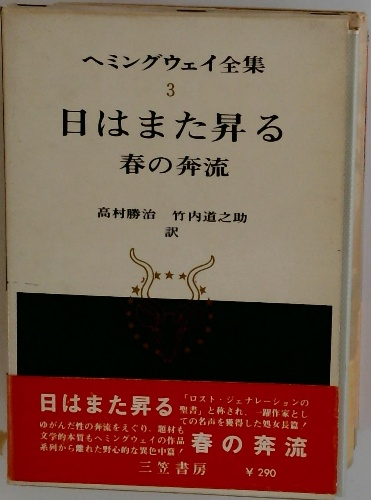 ヘミングウェイ全集
3
日はまた昇る
春の奔流
高村勝治 竹内道之助
訳
日はまた昇る
「ロスト・ジェナレーションの
聖書」と称され、一躍作家とし
ての名声を獲得した処女長篇!
ゆがんだ性の奔流をえぐり、題材も
文学的本質もヘミングウェイの作品
系列から離れた野心的な異色中篇!
春の奔流
三笠書房
¥290